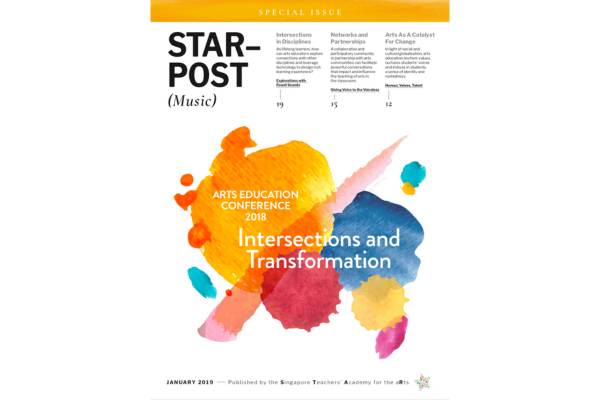 SPECIAL ISSUE
STAR–
POST
(Music)
Intersections
in Disciplines
As lifelong learners, how
can arts educators explore
connections with other
disciplines and leverage
technology to design rich
learning experience?
Explorations with
Found Sounds
19
Networks and
Partnerships
A collaborative and
participatory community
in partnership with arts
communities can facilitate
powerful conversations
that impact and influence
the teaching of arts in
the classroom
Giving Voice to the Voiceless
15
Arts As A Catalyst
For Change
In light of social and
cultural/globalisation, arts
education anchors values,
nurtures students' voices
and imbues in students,
a sense of identity and
rootedness.
Heroes, Values, Talent
12
ARTS EDUCATION
CONFERENCE
2018
Intersections and
Transformation
JANUARY 2019 — Published by the Singapore Teachers' Academy for the aRts